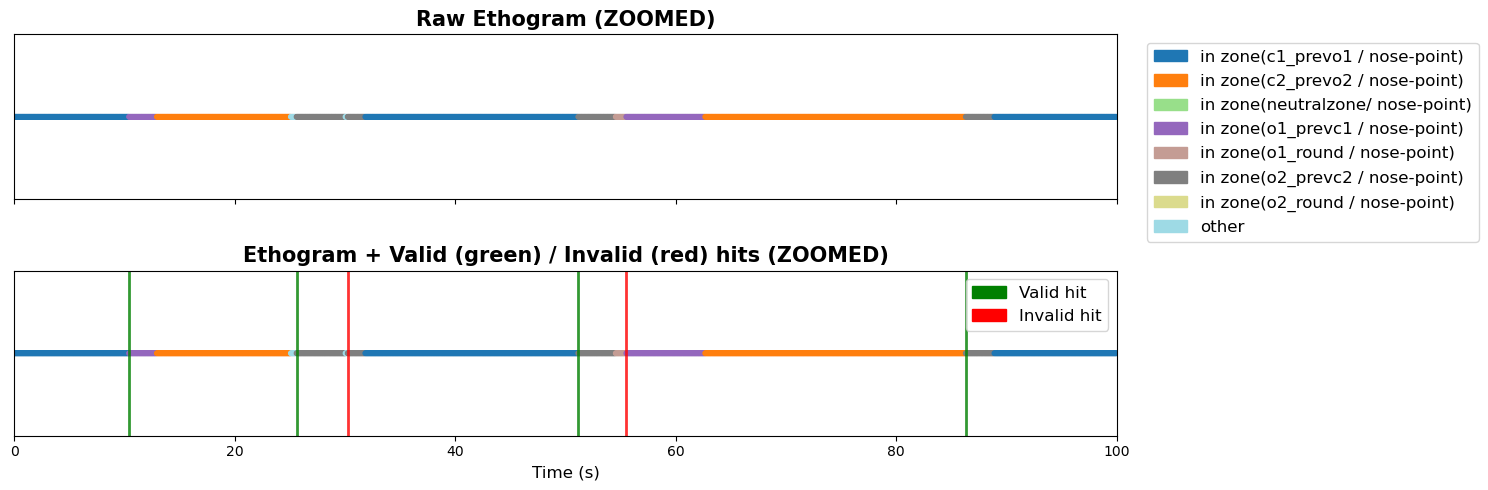 Raw Ethogram (ZOOMED)
in zone(c1_prevo1 / nose-point)
in zone(c2_prevo2 / nose-point)
in zone(neutralzone/ nose-point)
in zone(o1_prevc1 / nose-point)
in zone(o1_round / nose-point)
in zone(o2_prevc2 / nose-point)
in zone(o2_round / nose-point)
other
Ethogram + Valid (green) / Invalid (red) hits (ZOOMED)
Valid hit
Invalid hit
0 20 40 60 80 100
Time (s)